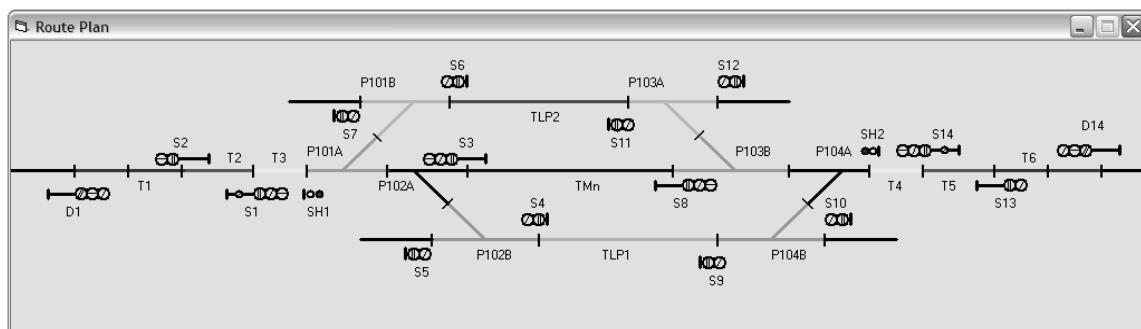 Route Plan
S6
S12
P101B
P103A
S7
TLP2
S11
S2
T2
T3
P101A
S3
P103B
P104A
SH2
S14
D14
P102A
T6
T1
TMn
T4
T5
D1
S1
SH1
S4
S8
S10
S13
S5
P102B
TLP1
S9
P104B